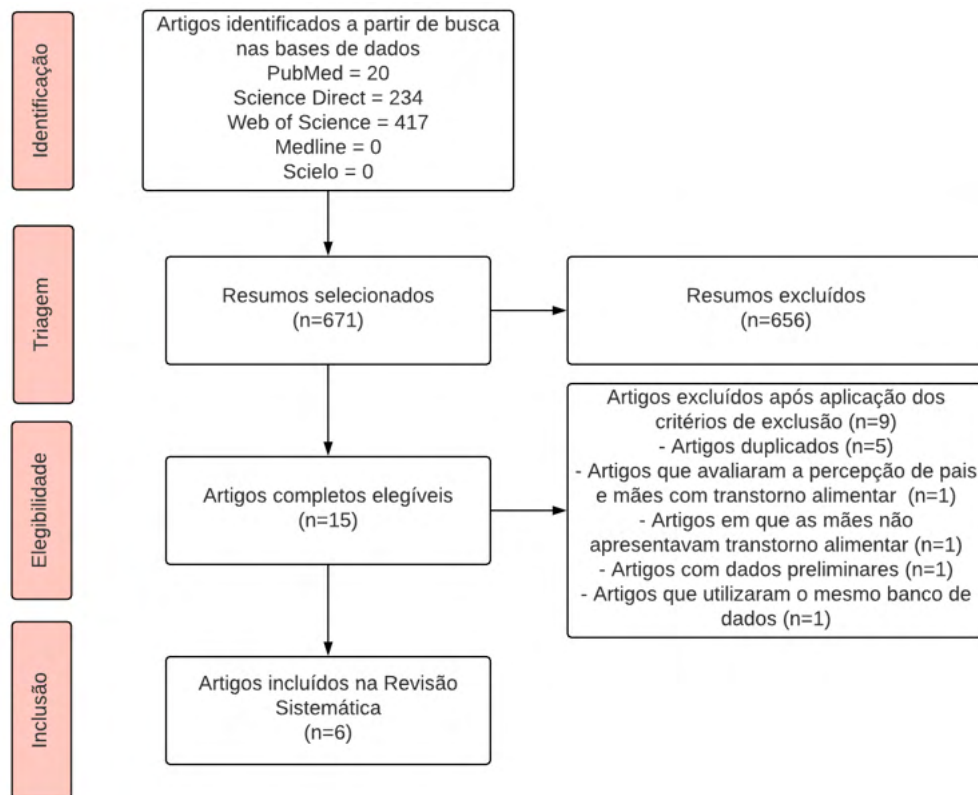 Identificação
Artigos identificados a partir de busca
nas bases de dados
PubMed = 20
Science Direct = 234
Web of Science = 417
Medline = 0
Scielo = 0
Triagem
Resumos selecionados
(n=671)
Resumos excluídos
(n=656)
Elegibilidade
Artigos completos elegíveis
(n=15)
Artigos excluídos após aplicação dos
critérios de exclusão (n=9)
- Artigos duplicados (n=5)
- Artigos que avaliaram a percepção de pais
e mães com transtorno alimentar (n=1)
- Artigos em que as mães não
apresentavam transtorno alimentar (n=1)
- Artigos com dados preliminares (n=1)
- Artigos que utilizaram o mesmo banco de
dados (n=1)
Inclusão
Artigos incluídos na Revisão
Sistemática
(n=6)